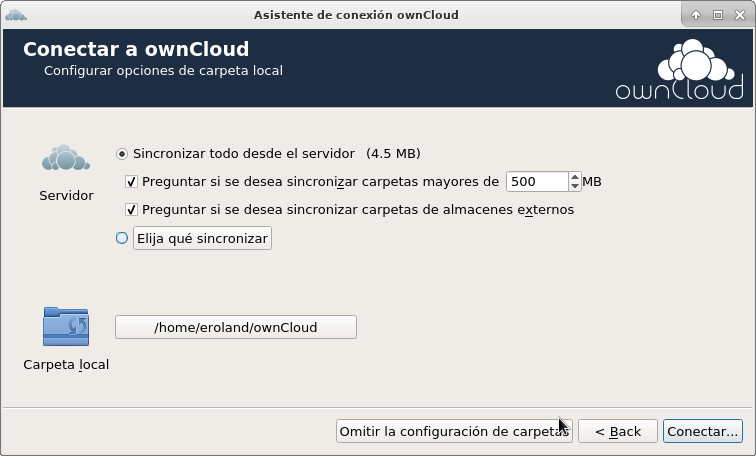 Asistente de conexión ownCloud
Conectar a ownCloud
Configurar opciones de carpeta local
ownCloud
Sincronizar todo desde el servidor (4.5 MB)
Preguntar si se desea sincronizar carpetas mayores de 500 MB
Servidor
Preguntar si se desea sincronizar carpetas de almacenes externos
Elija qué sincronizar
/home/eroland/ownCloud
Carpeta local
Omitir la configuración de carpetas
< Back
Conectar...